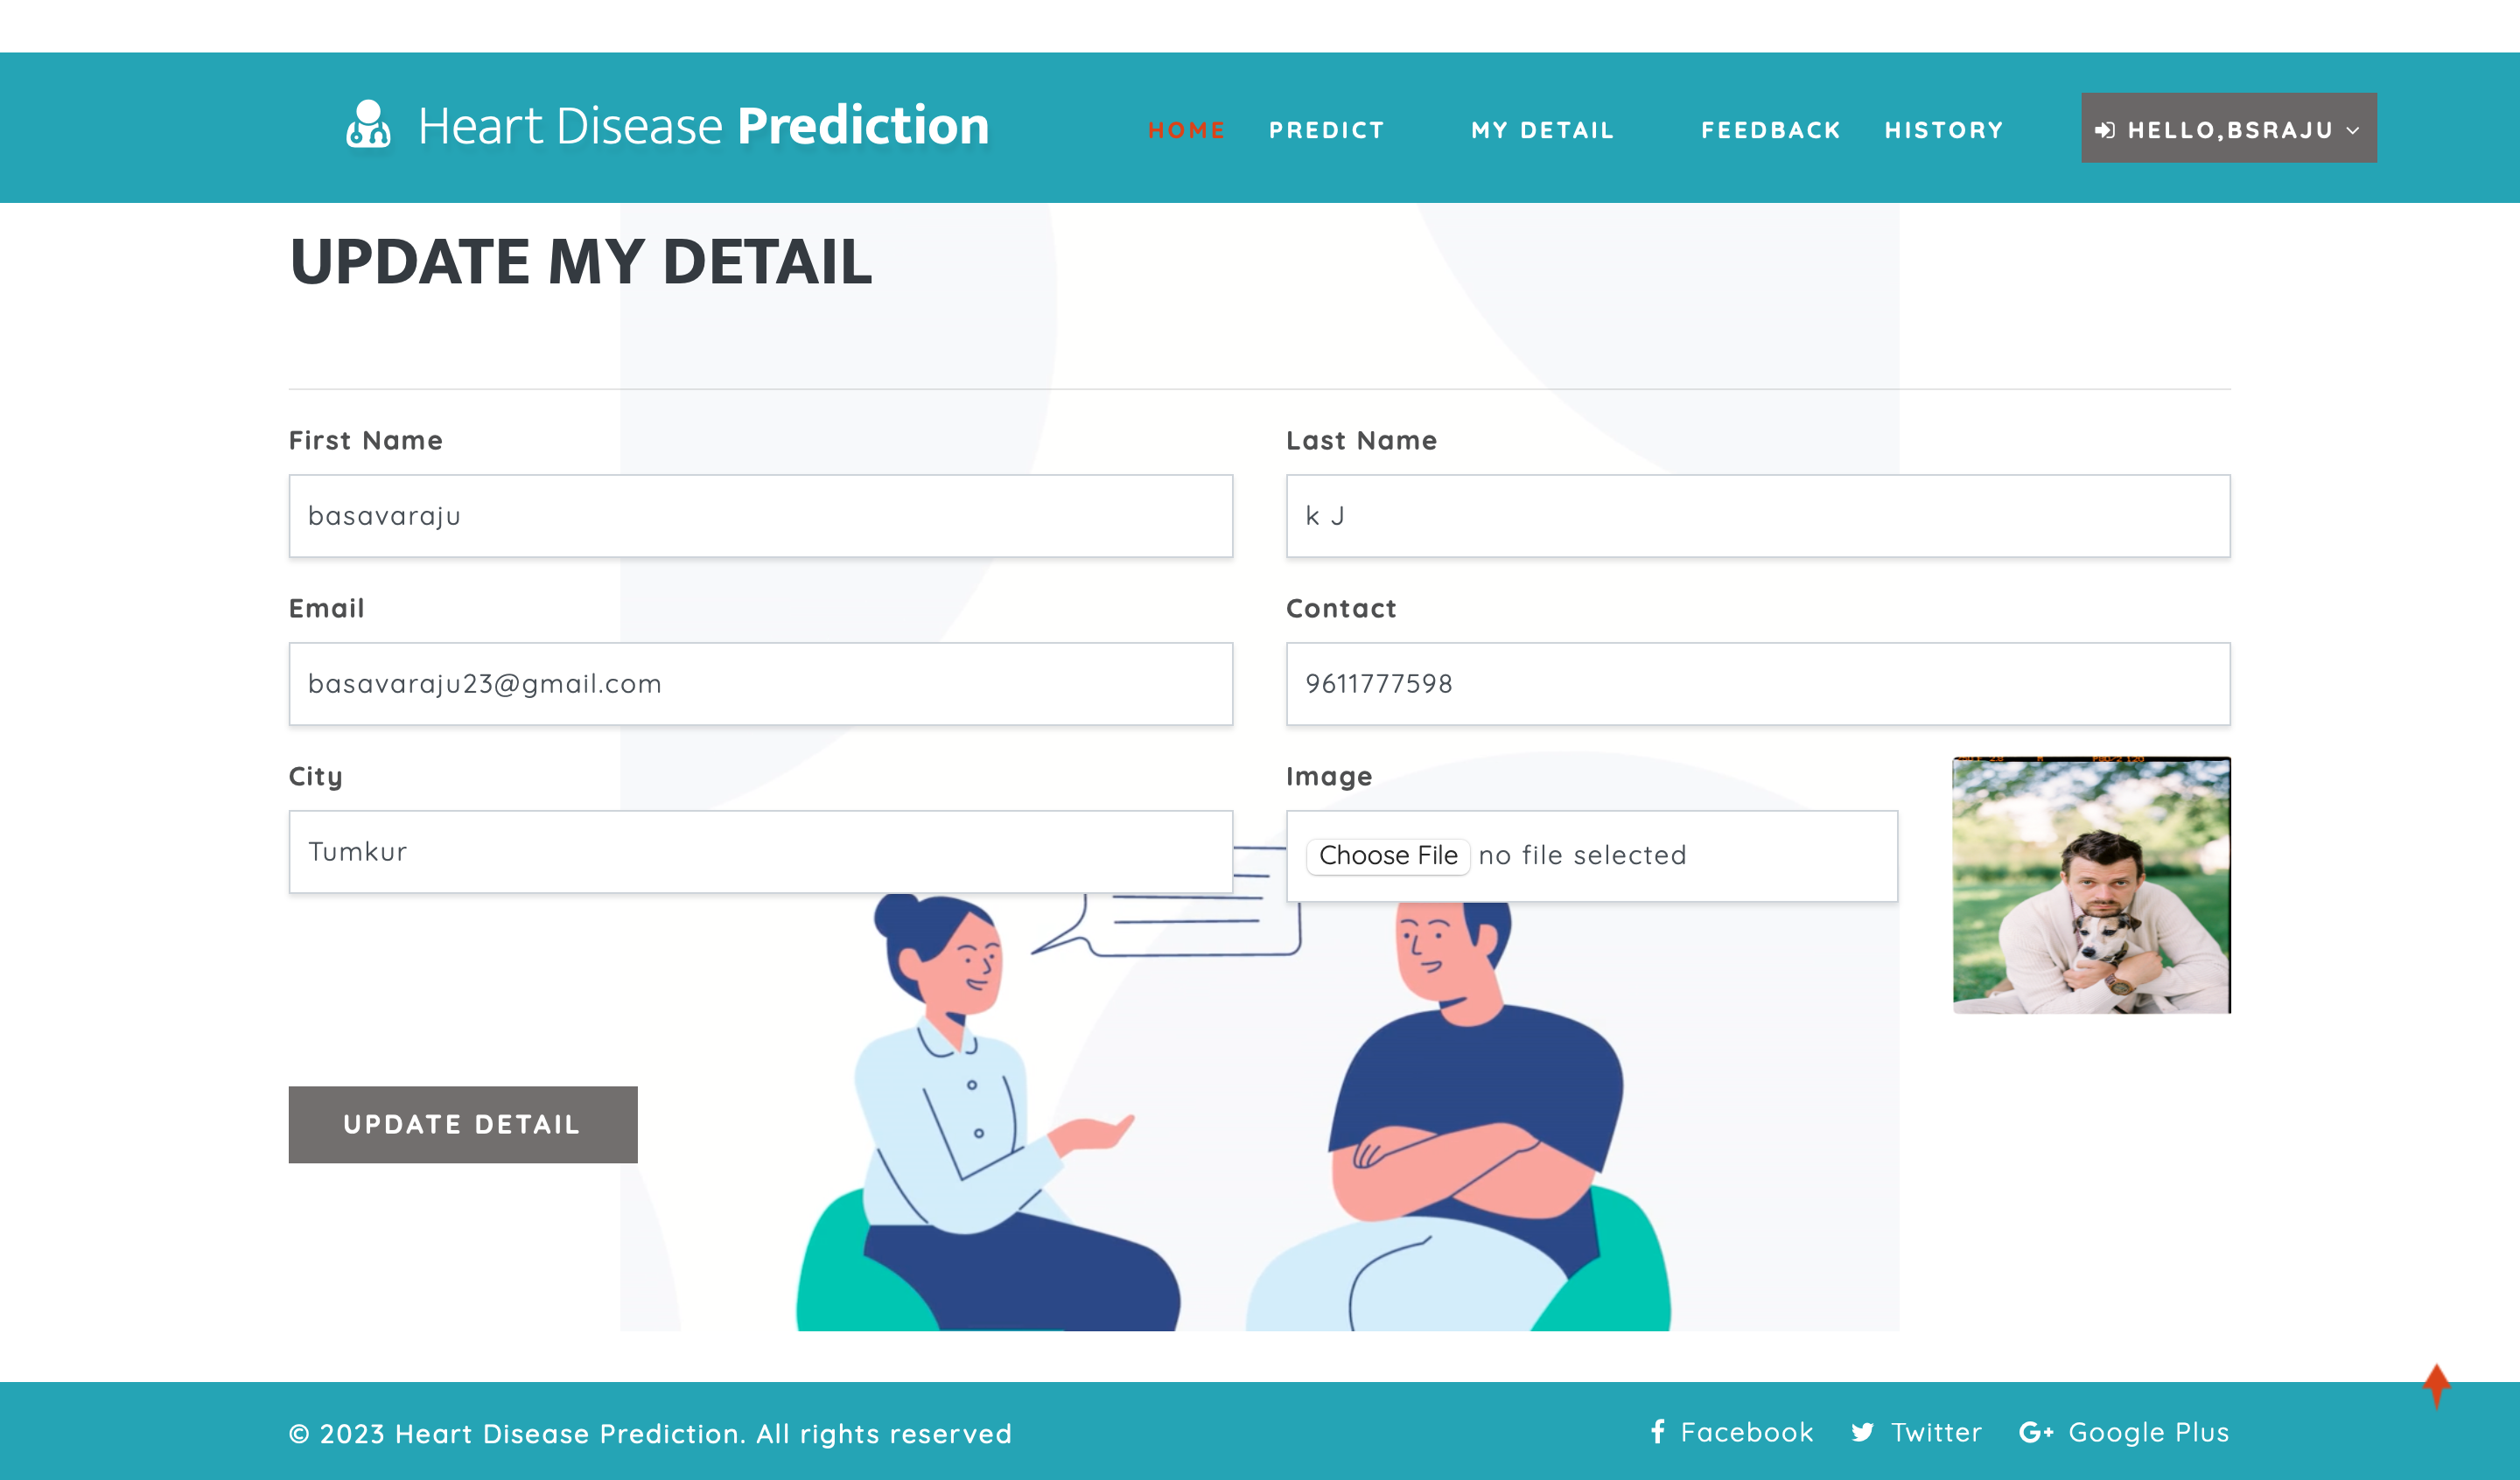 Heart Disease Prediction
HOME PREDICT MY DETAIL FEEDBACK HISTORY HELLO,BSRAJU
UPDATE MY DETAIL
First Name Last Name
basavaraju k J
Email Contact
basavaraju23@gmail.com 9611777598
City Image
Tumkur Choose File no file selected
UPDATE DETAIL
© 2023 Heart Disease Prediction. All rights reserved Facebook Twitter Google Plus